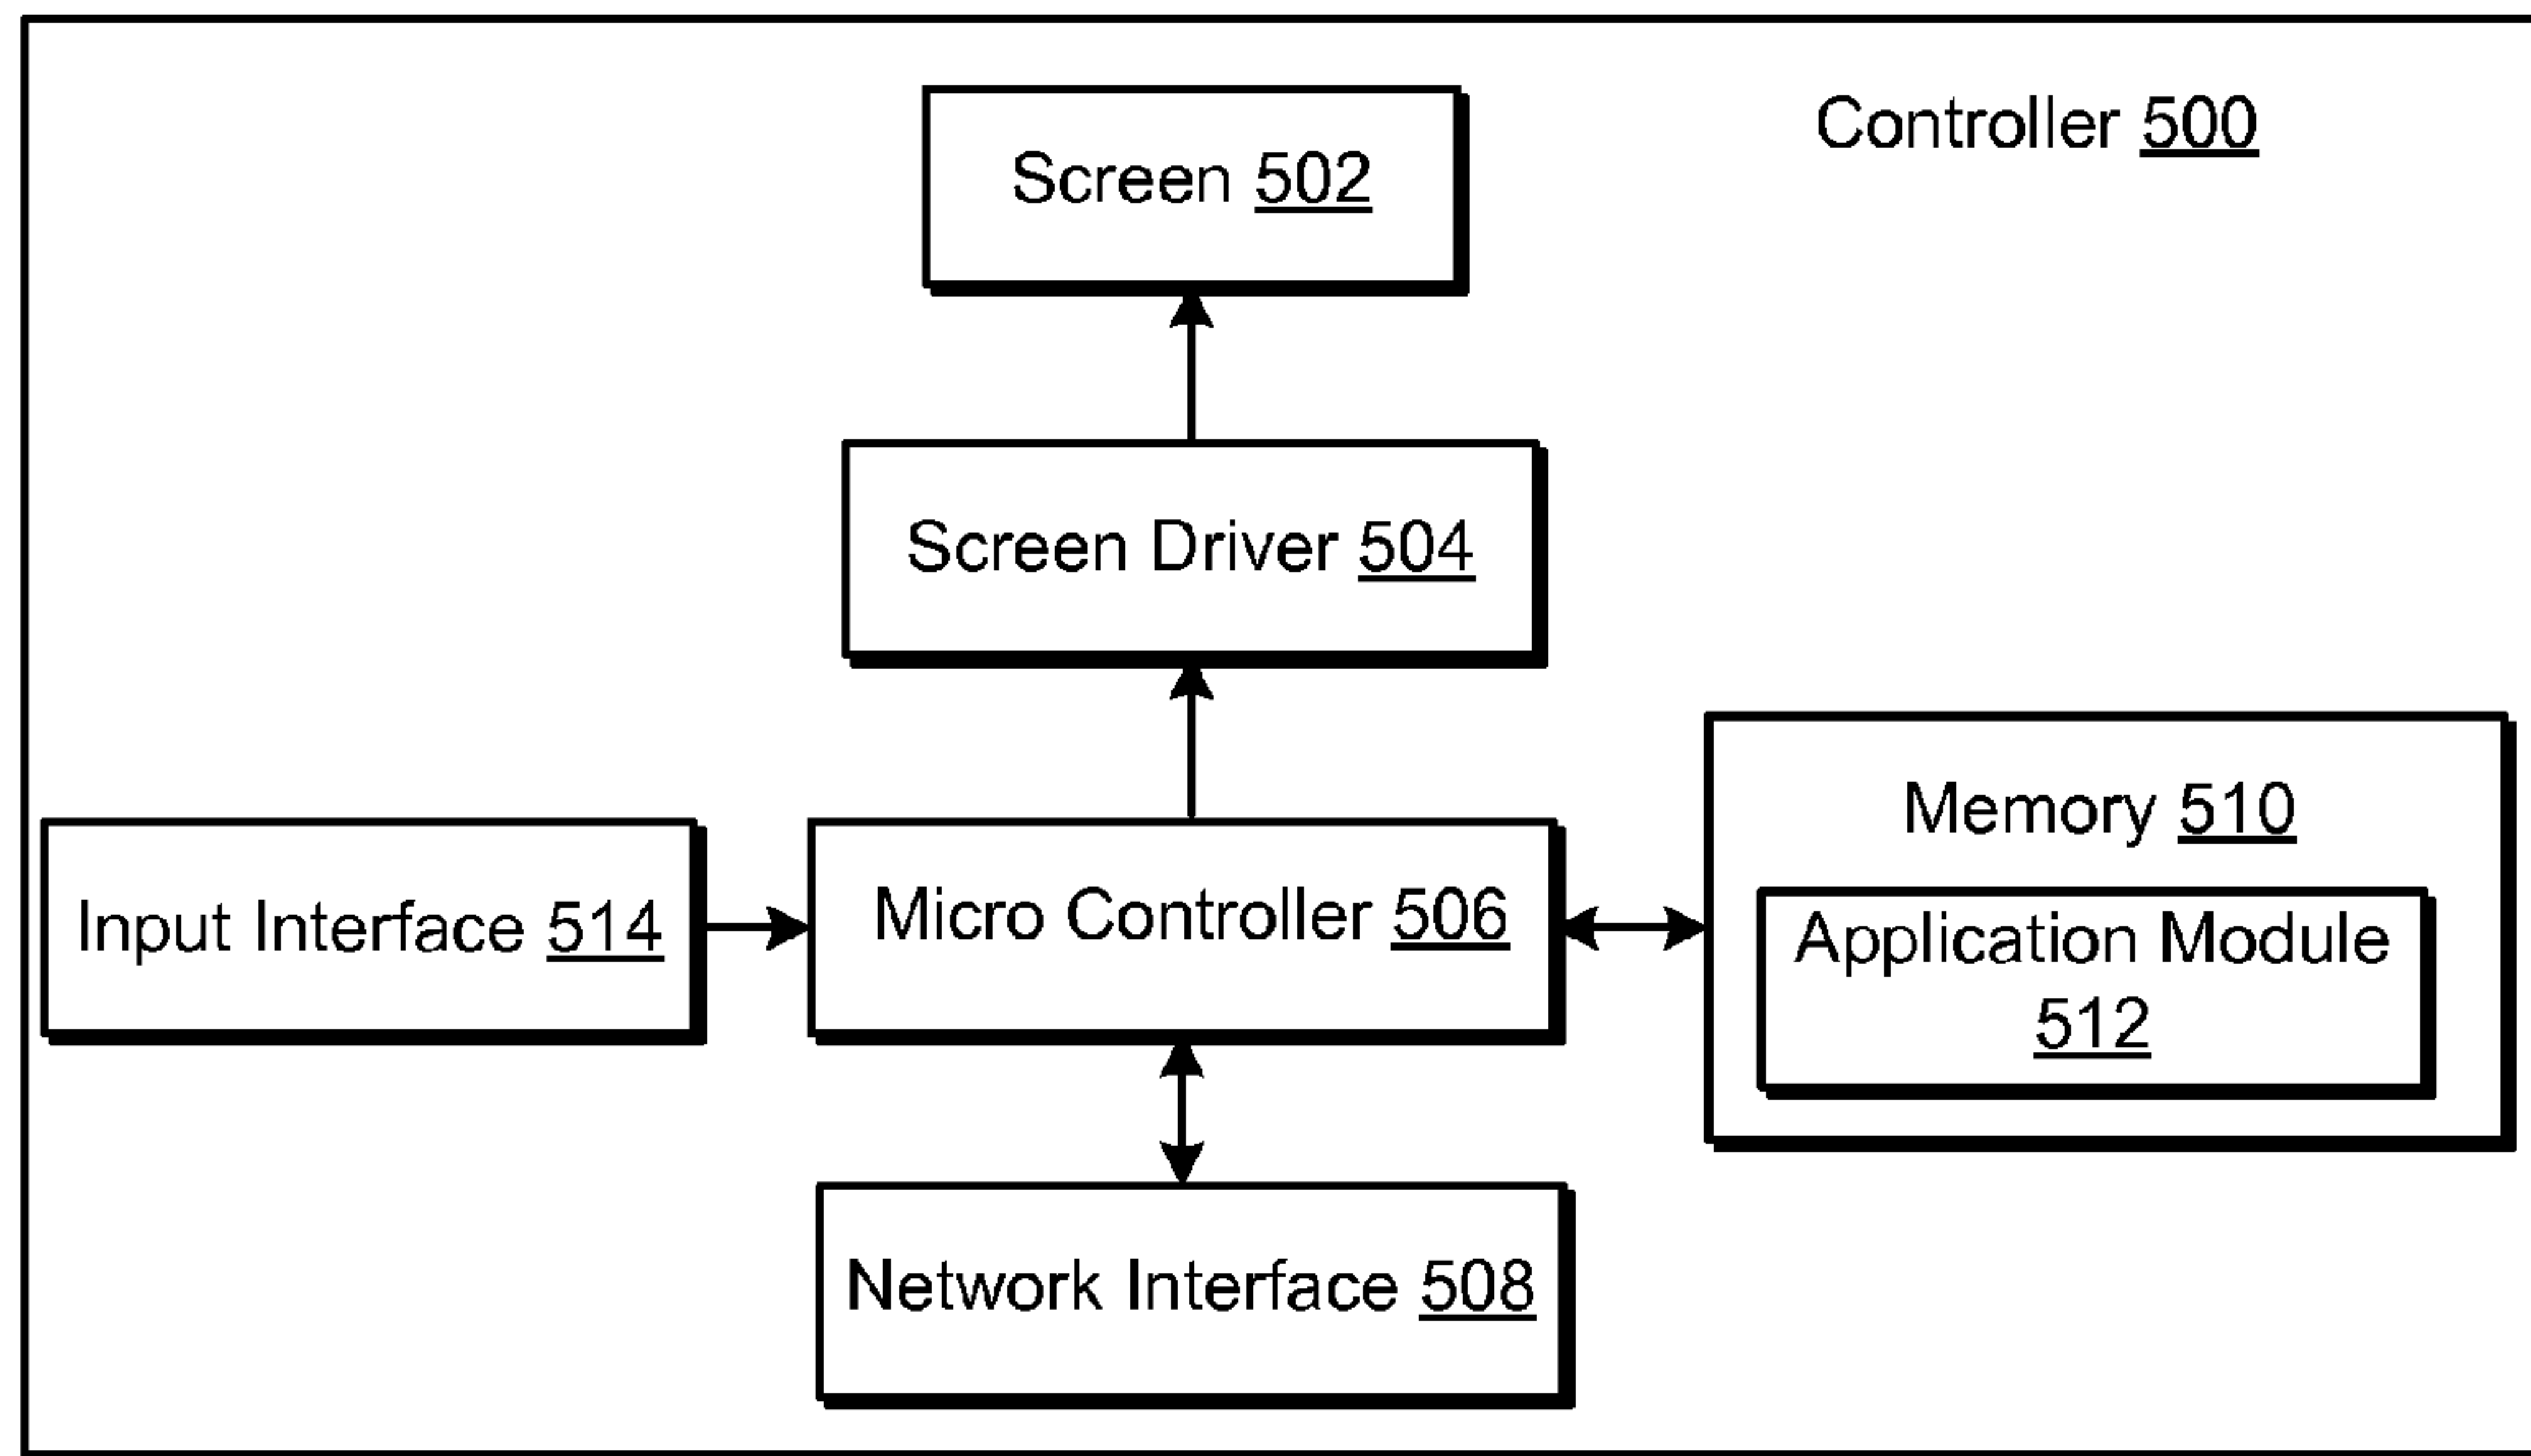 Controller 500
Screen 502
Screen Driver 504
Memory 510
Input Interface 514
Micro Controller 506
Application Module
512
Network Interface 508